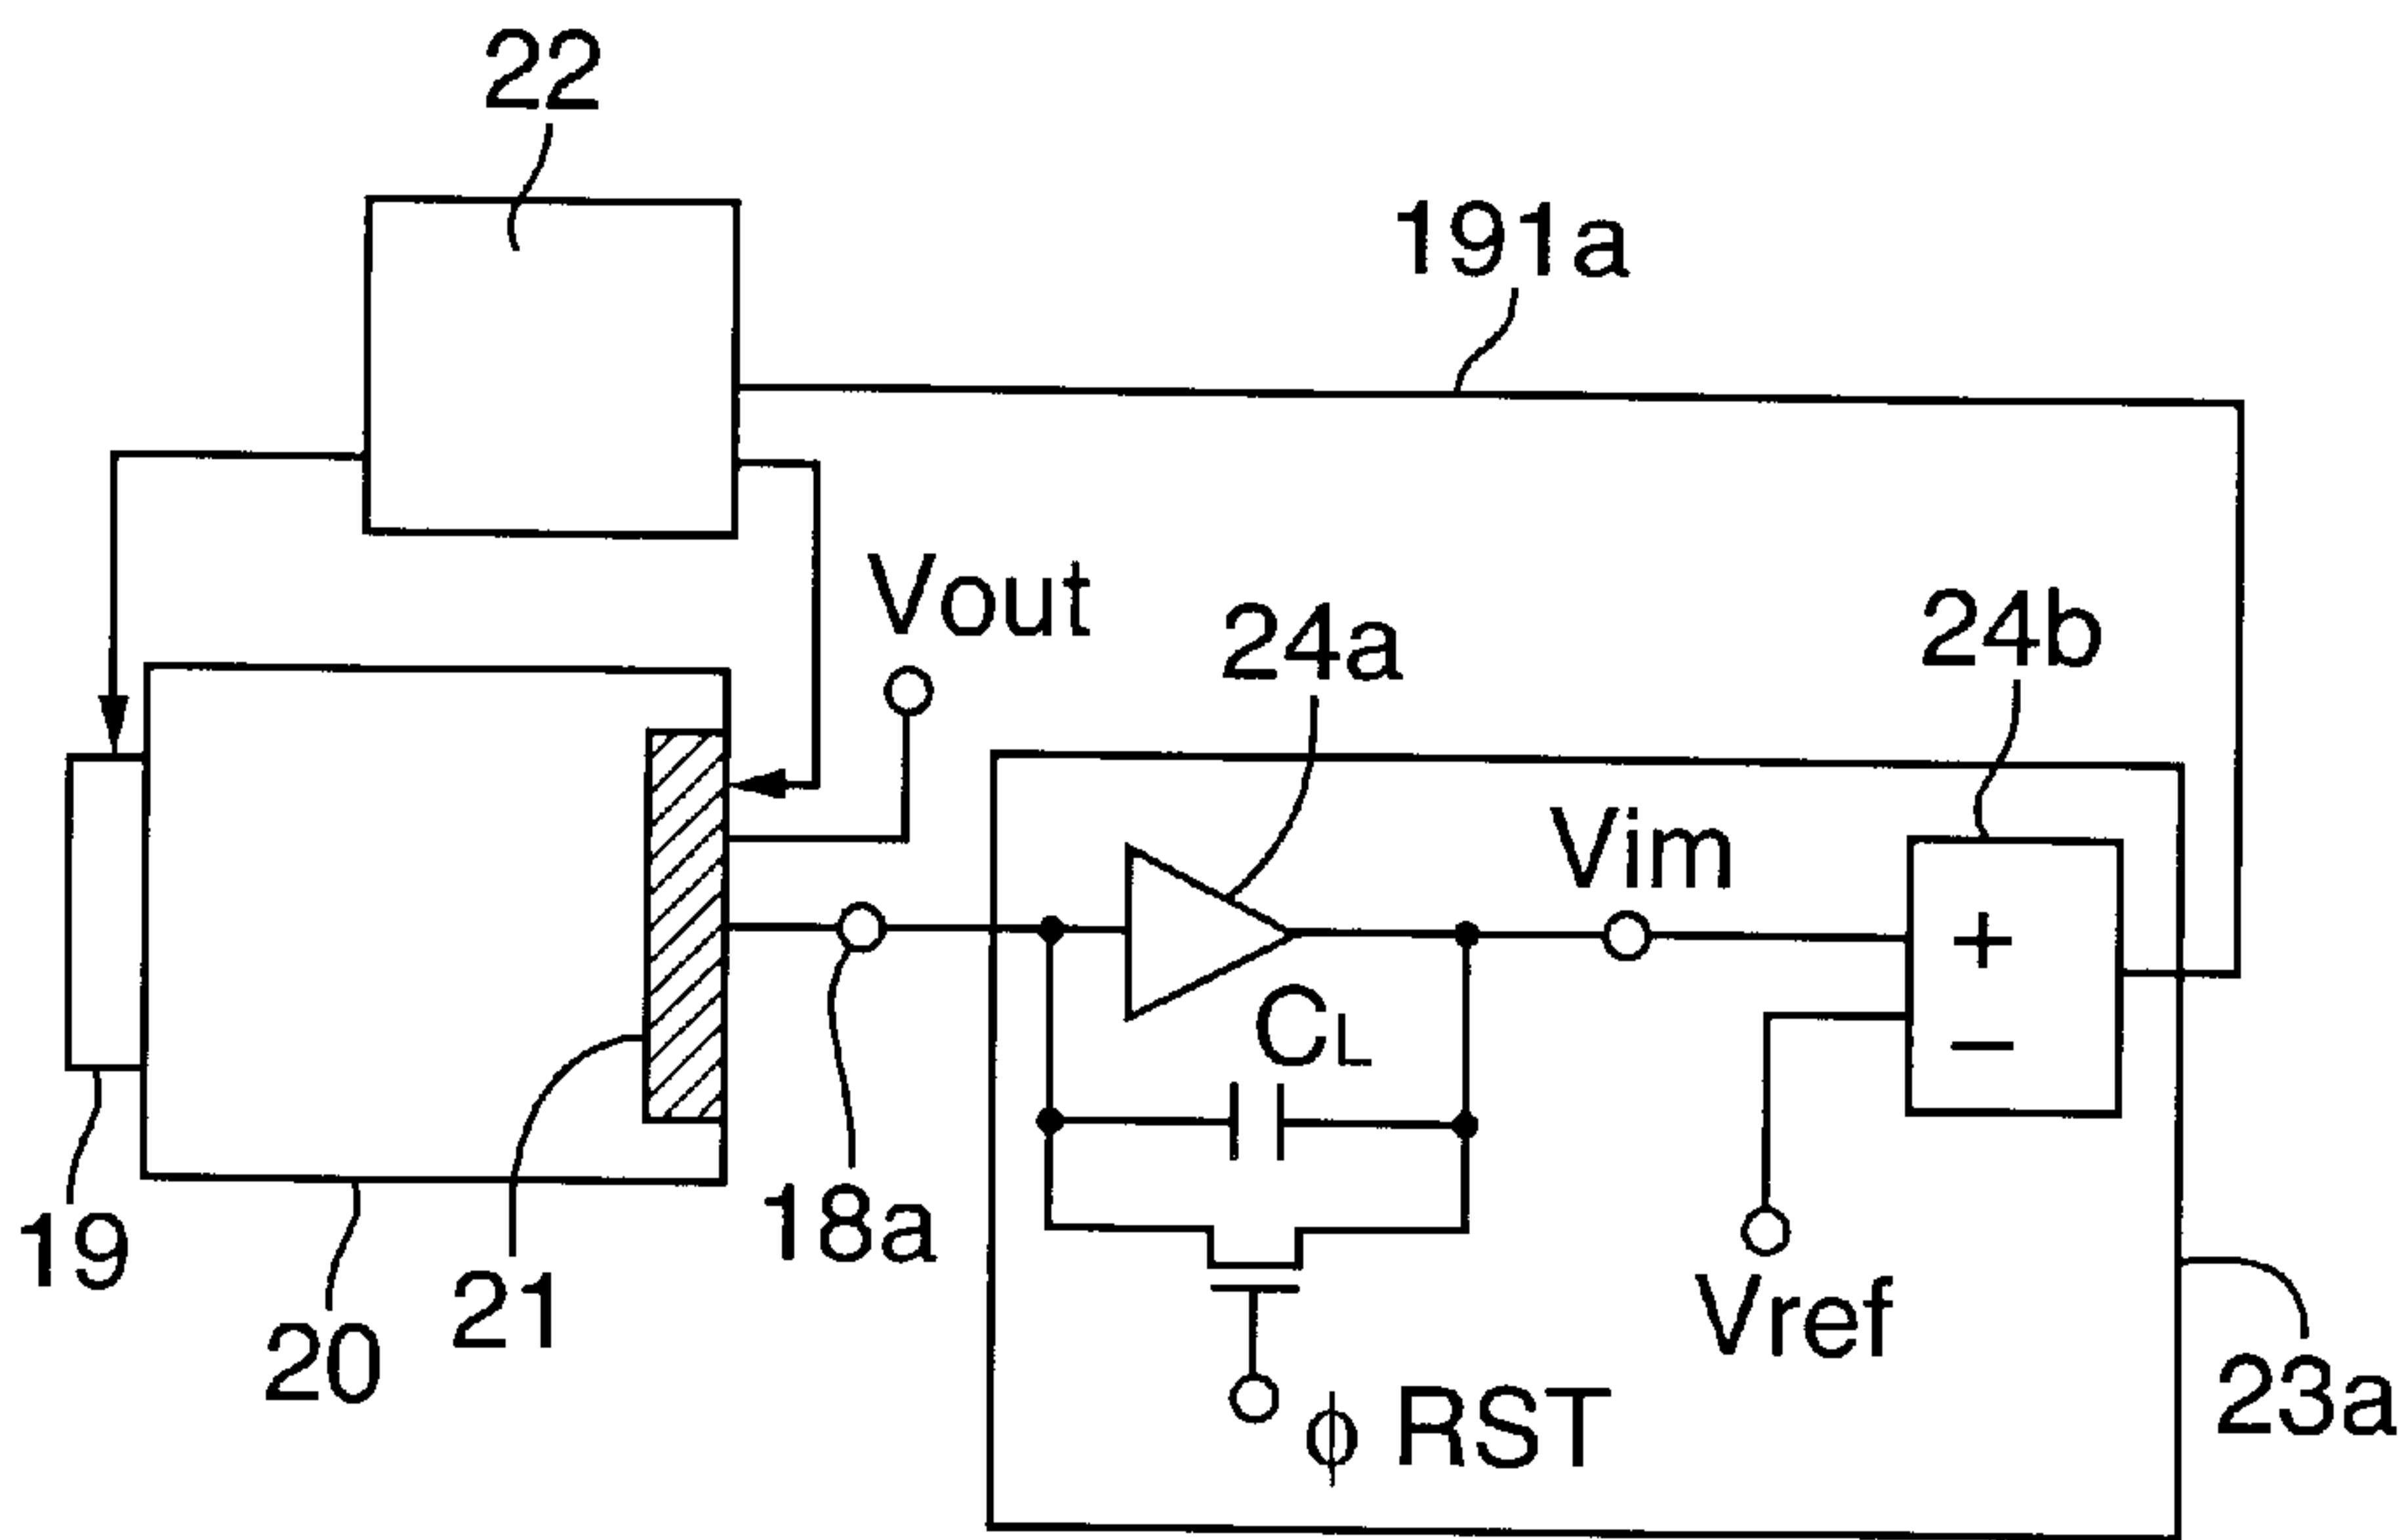 22
191a
Vout
24a
24b
Vim
+
−
CL
19
18a
21
20
Vref
23a
ϕ RST